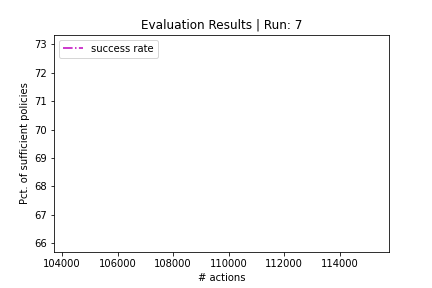 Evaluation Results | Run: 7
success rate
Pct. of sufficient policies
73
72
71
70
69
68
67
66
104000 106000 108000 110000 112000 114000
# actions